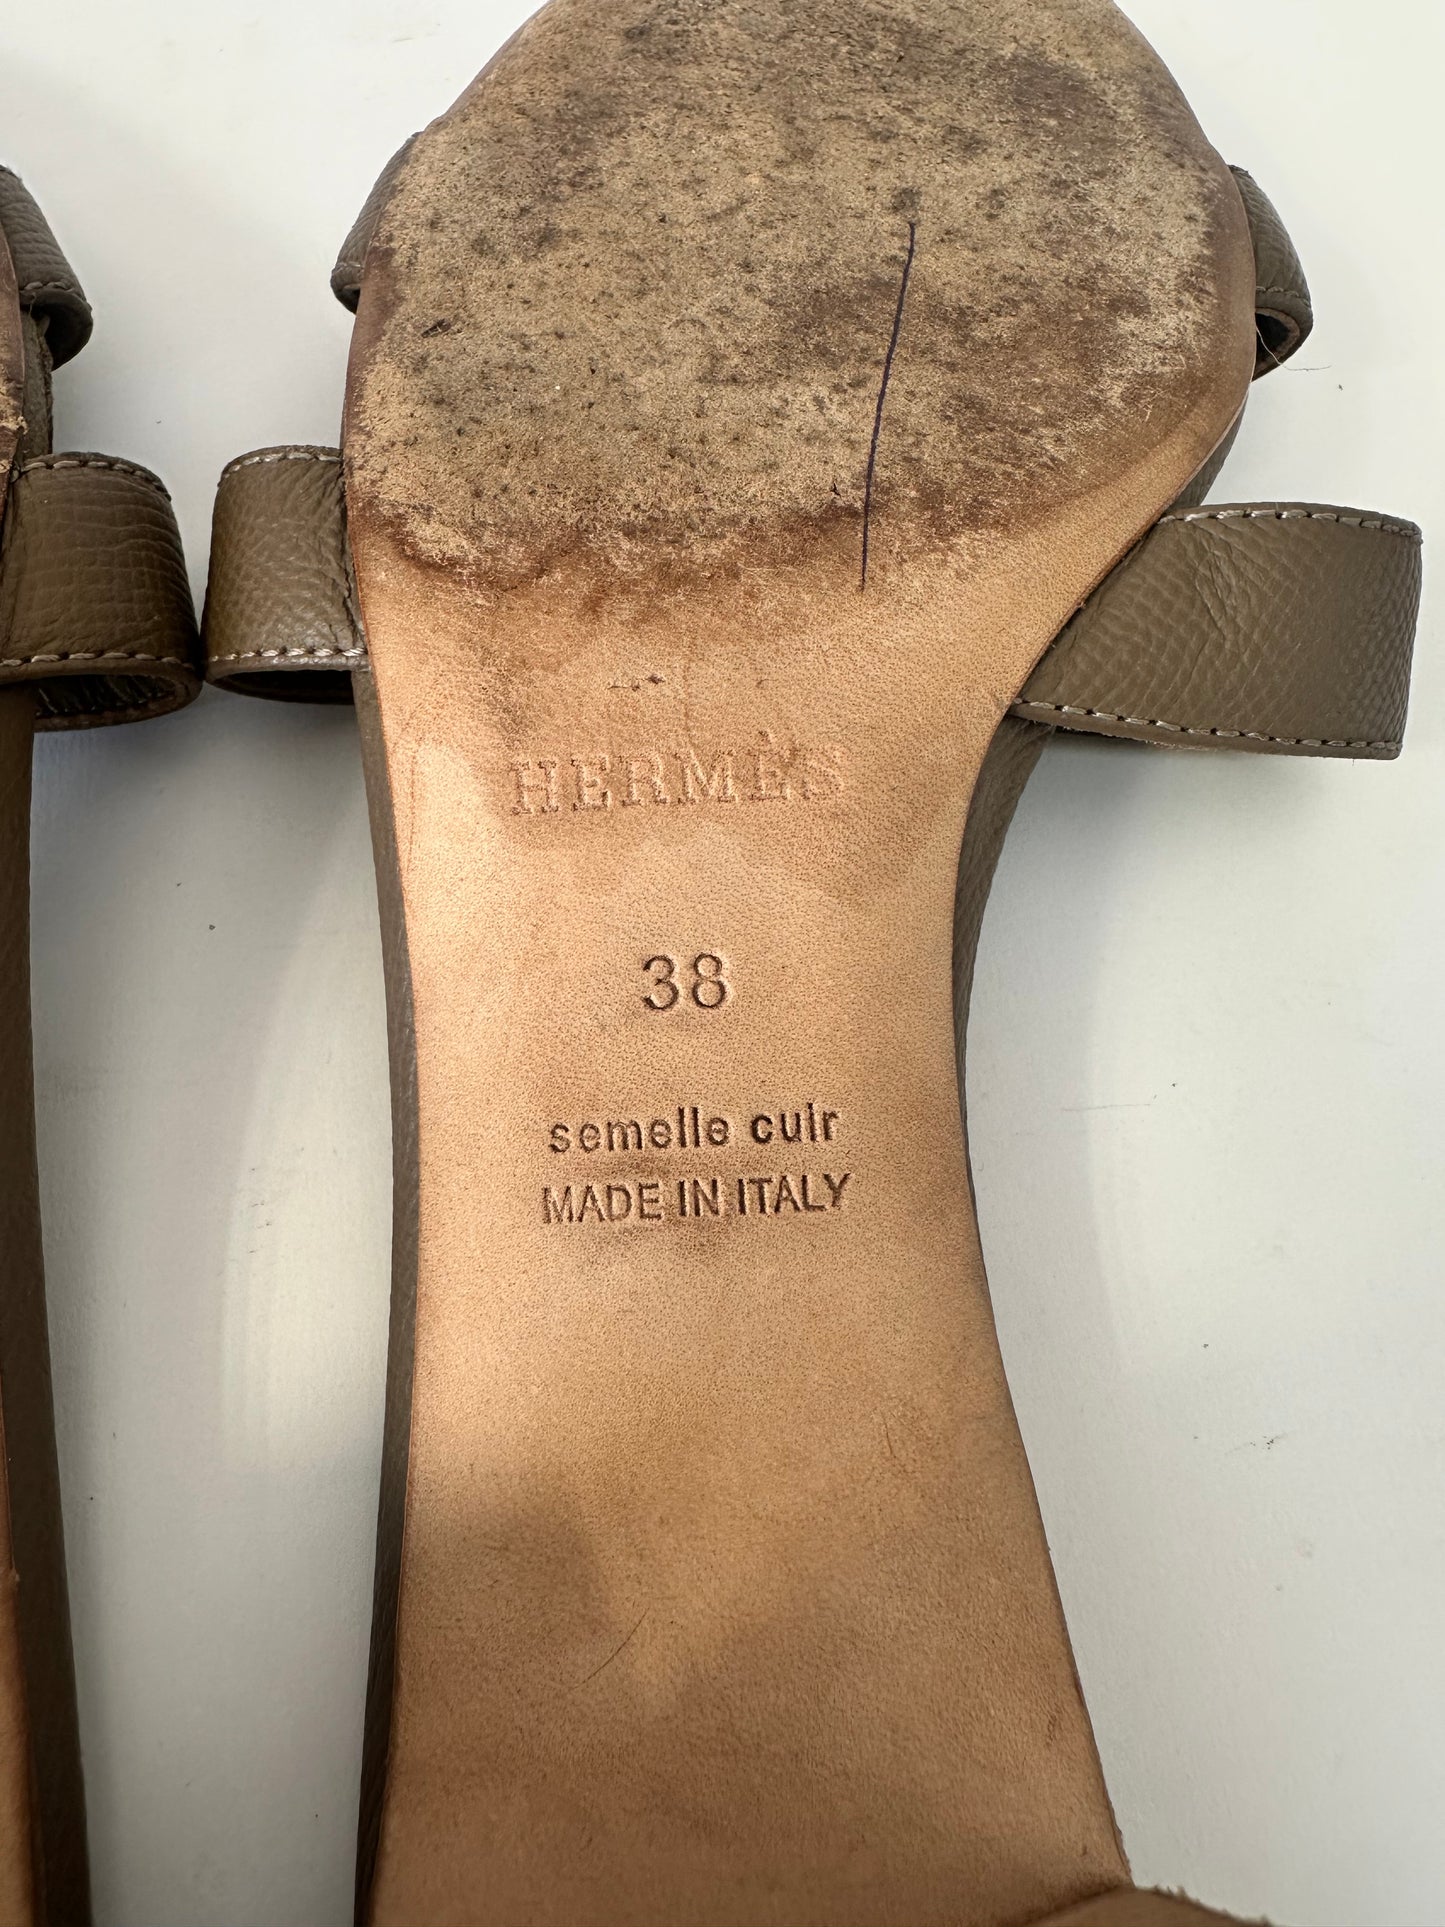 HERMÈS
38
semelle cuir
MADE IN ITALY